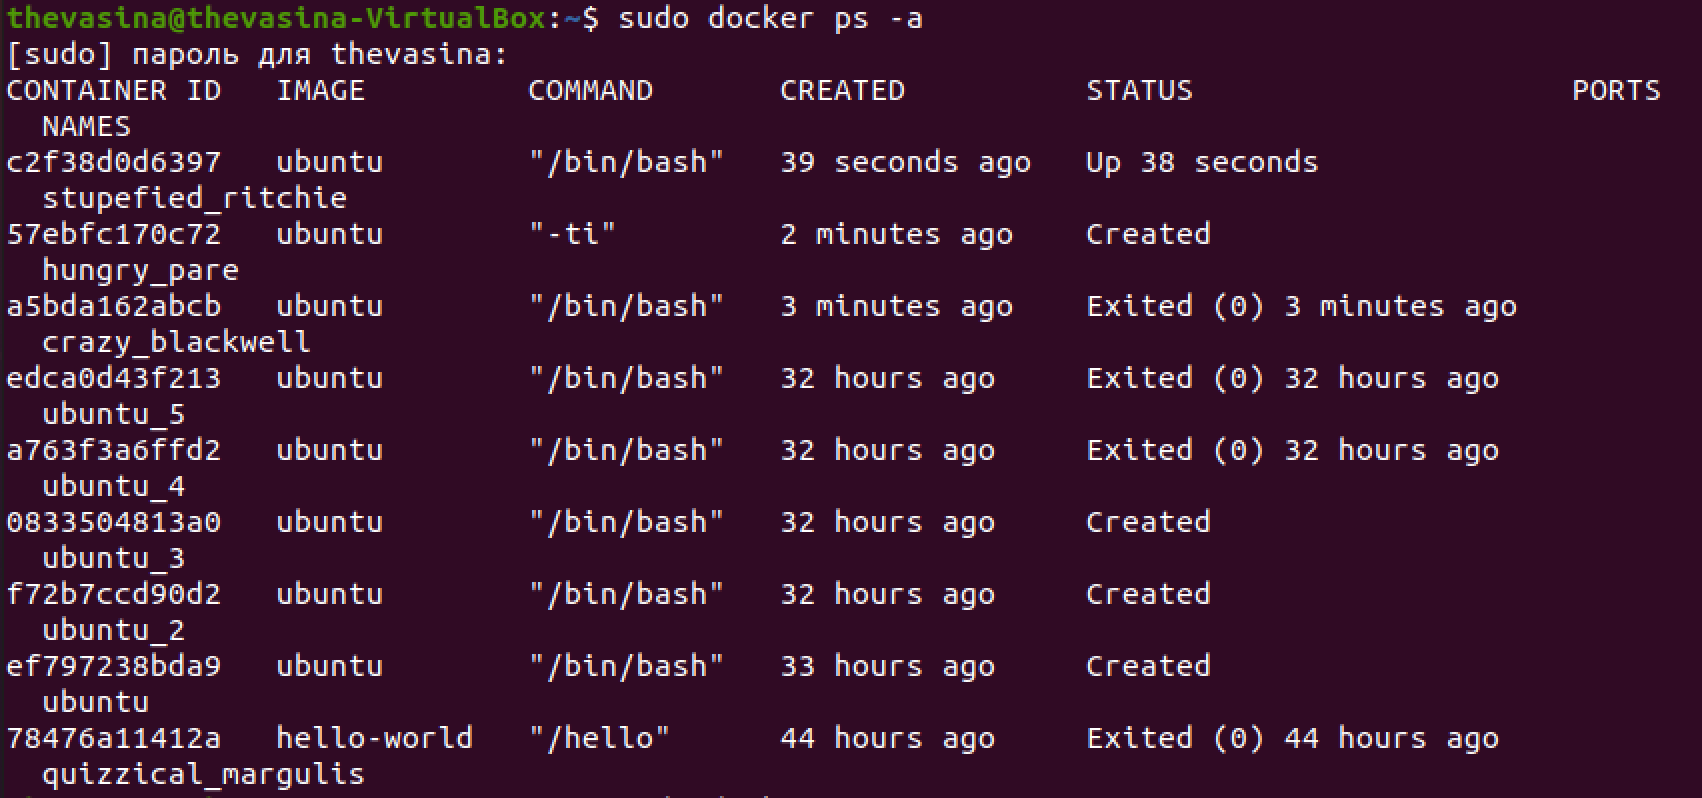 thevasina@thevasina-VirtualBox:~$ sudo docker ps -a
[sudo] пароль для thevasina:
CONTAINER ID   IMAGE         COMMAND       CREATED          STATUS                     PORTS
  NAMES
c2f38d0d6397   ubuntu        "/bin/bash"   39 seconds ago   Up 38 seconds
  stupefied_ritchie
57ebfc170c72   ubuntu        "-ti"         2 minutes ago    Created
  hungry_pare
a5bda162abcb   ubuntu        "/bin/bash"   3 minutes ago    Exited (0) 3 minutes ago
  crazy_blackwell
edca0d43f213   ubuntu        "/bin/bash"   32 hours ago     Exited (0) 32 hours ago
  ubuntu_5
a763f3a6ffd2   ubuntu        "/bin/bash"   32 hours ago     Exited (0) 32 hours ago
  ubuntu_4
0833504813a0   ubuntu        "/bin/bash"   32 hours ago     Created
  ubuntu_3
f72b7ccd90d2   ubuntu        "/bin/bash"   32 hours ago     Created
  ubuntu_2
ef797238bda9   ubuntu        "/bin/bash"   33 hours ago     Created
  ubuntu
78476a11412a   hello-world   "/hello"      44 hours ago     Exited (0) 44 hours ago
  quizzical_margulis